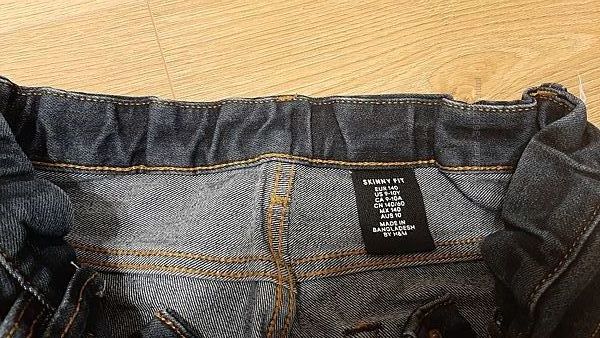 SKINNY FIT
EUR 140
US 9-10Y
CA 9-10A
CN 140/60
MX 140
AUS 10
MADE IN
BANGLADESH
BY H&M